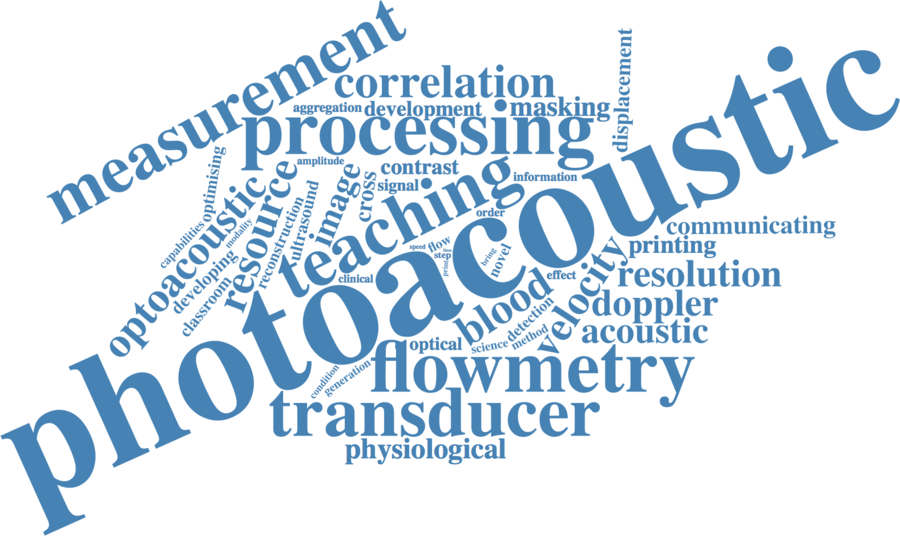 measurement
correlation
displacement
aggregation
development
masking
processing
photoacoustic
amplitude
contrast
information
optimising
optoacoustic
resource
image
cross
signal
teaching
capabilities
modality
reconstruction
ultrasound
order
communicating
developing
speed
flow
time
step
print
bring
novel
printing
classroom
clinical
effect
velocity
resolution
blood
detection
doppler
optical
science
method
acoustic
condition
generation
flowmetry
transducer
physiological